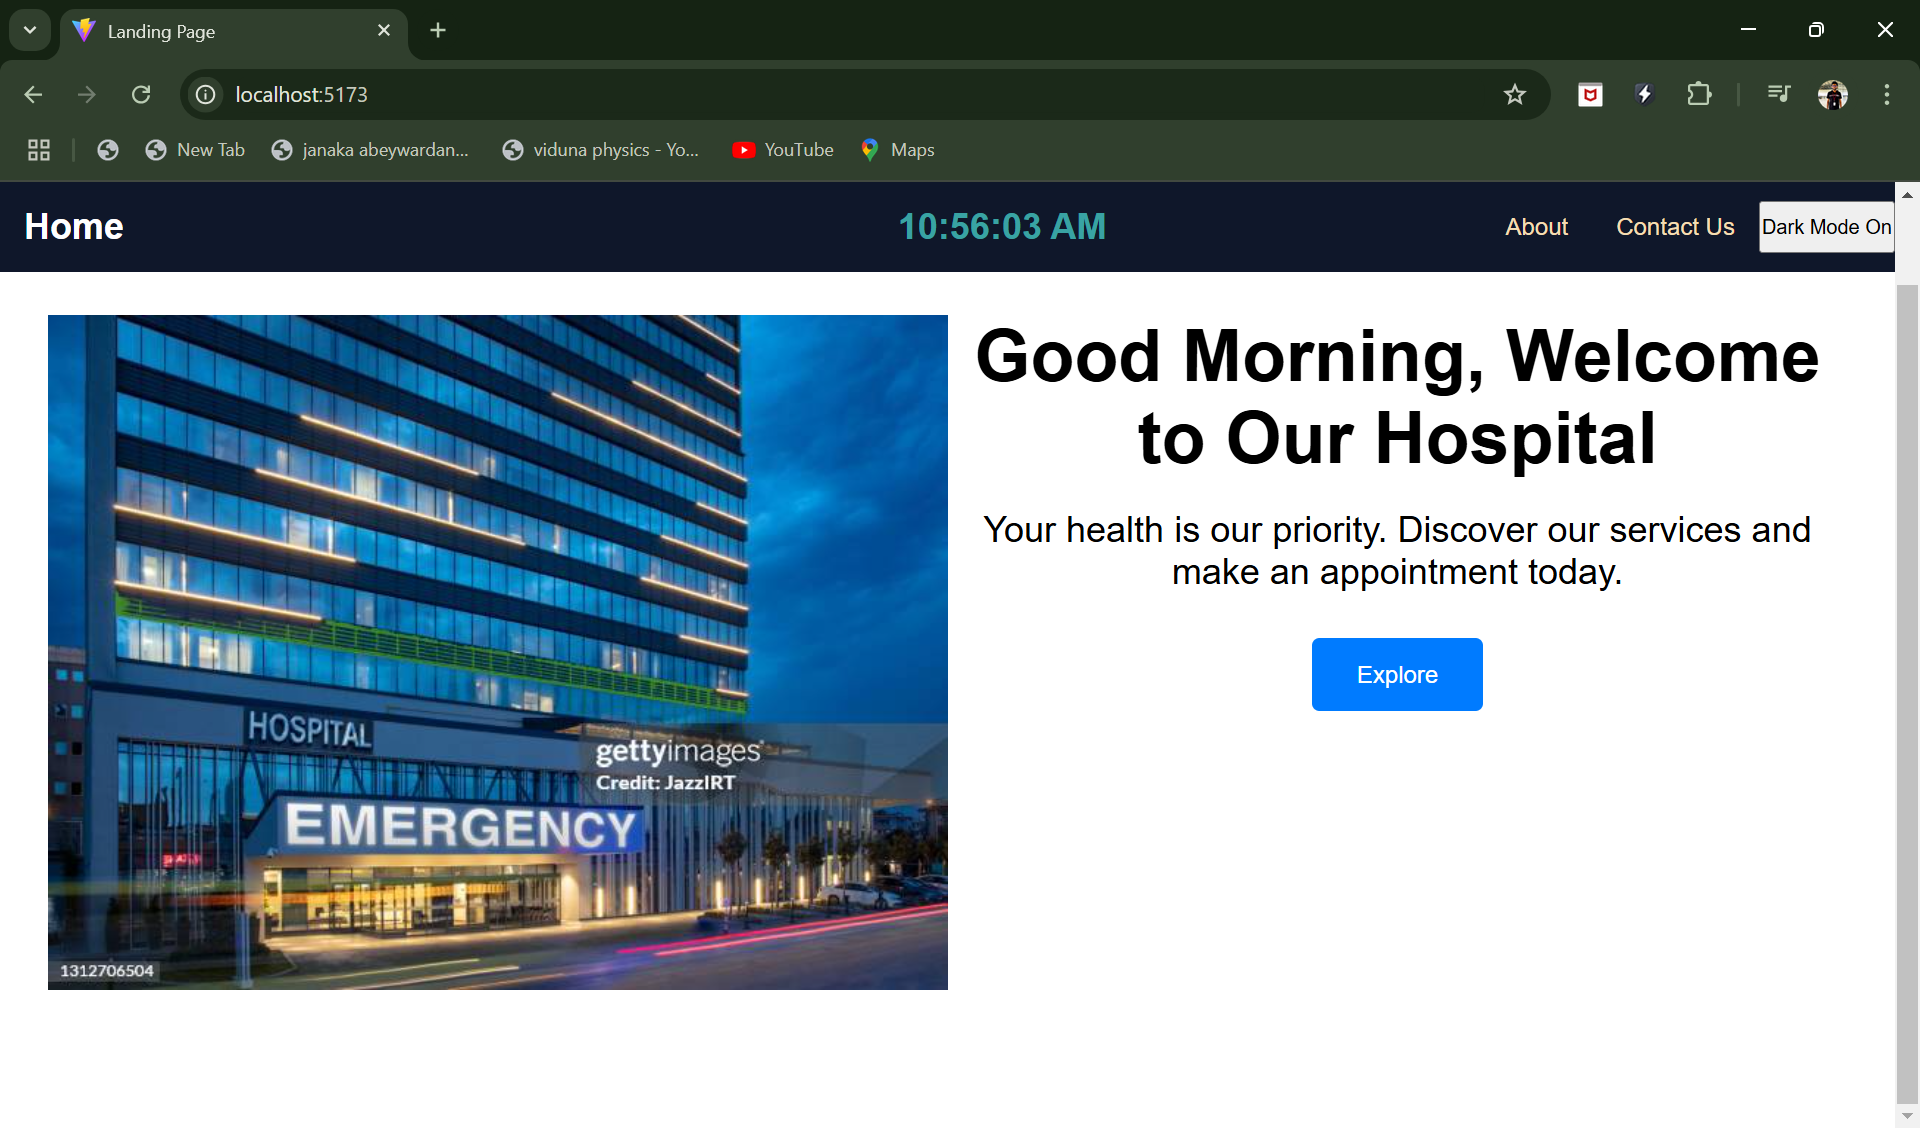 Landing Page
localhost:5173
New Tab
janaka abeywardan...
viduna physics - Yo...
YouTube
Maps
Home
10:56:03 AM
About
Contact Us
Dark Mode On
Good Morning, Welcome
to Our Hospital
Your health is our priority. Discover our services and
make an appointment today.
Explore
HOSPITAL
gettyimages
Credit: JazzIRT
EMERGENCY
1312706504